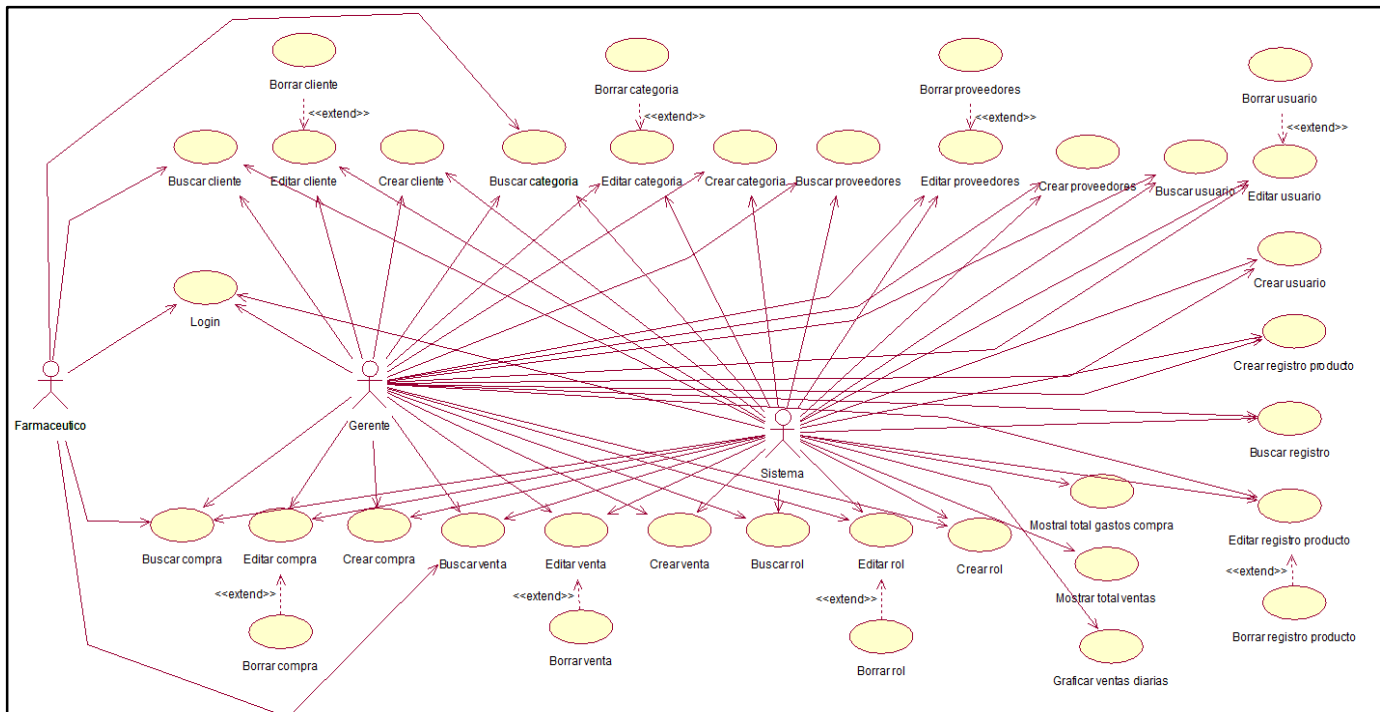 Borrar cliente
Borrar categoria
Borrar proveedores
Borrar usuario
<<extend>>
<<extend>>
<<extend>>
<<extend>>
Buscar cliente
Editar cliente
Crear cliente
Buscar categoria
Editar categoria
Crear categoria
Buscar proveedores
Editar proveedores
Crear proveedores
Buscar usuario
Editar usuario
Crear usuario
Login
Crear registro producto
Farmaceutico
Gerente
Buscar registro
Sistema
Mostral total gastos compra
Buscar compra
Editar compra
Crear compra
Buscar venta
Editar venta
Crear venta
Buscar rol
Editar rol
Crear rol
Editar registro producto
<<extend>>
<<extend>>
<<extend>>
<<extend>>
Mostrar total ventas
Borrar compra
Borrar venta
Borrar rol
Borrar registro producto
Graficar ventas diarias